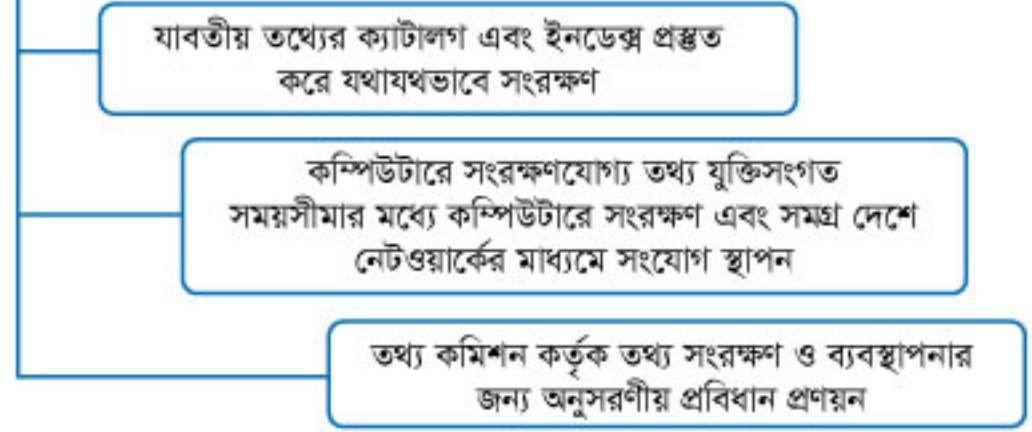 যাবতীয় তথ্যের ক্যাটালগ এবং ইনডেক্স প্রস্তুত
করে যথাযথভাবে সংরক্ষণ
কম্পিউটারে সংরক্ষণযোগ্য তথ্য যুক্তিসংগত
সময়সীমার মধ্যে কম্পিউটারে সংরক্ষণ এবং সমগ্র দেশে
নেটওয়ার্কের মাধ্যমে সংযোগ স্থাপন
তথ্য কমিশন কর্তৃক তথ্য সংরক্ষণ ও ব্যবস্থাপনার
জন্য অনুসরণীয় প্রবিধান প্রণয়ন